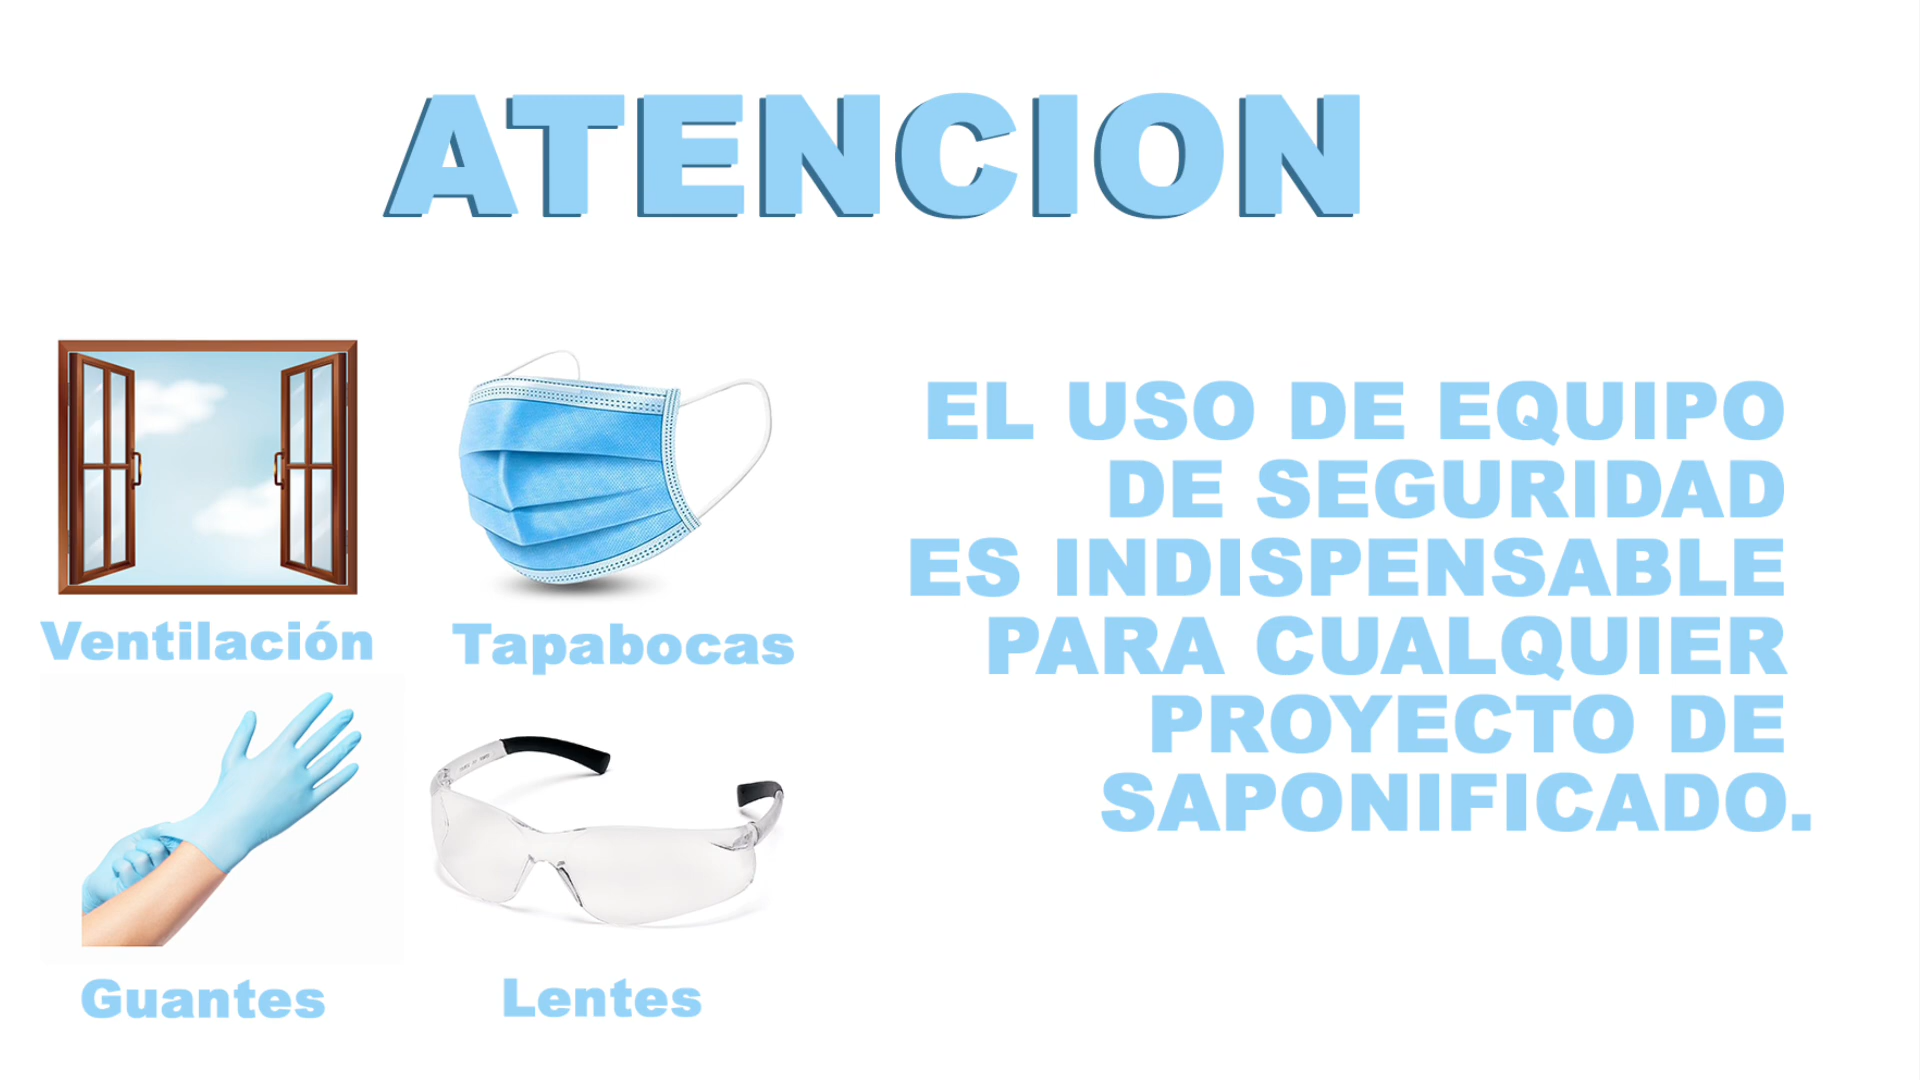 ATENCION
Ventilación
Tapabocas
Guantes
Lentes
EL USO DE EQUIPO
DE SEGURIDAD
ES INDISPENSABLE
PARA CUALQUIER
PROYECTO DE
SAPONIFICADO.